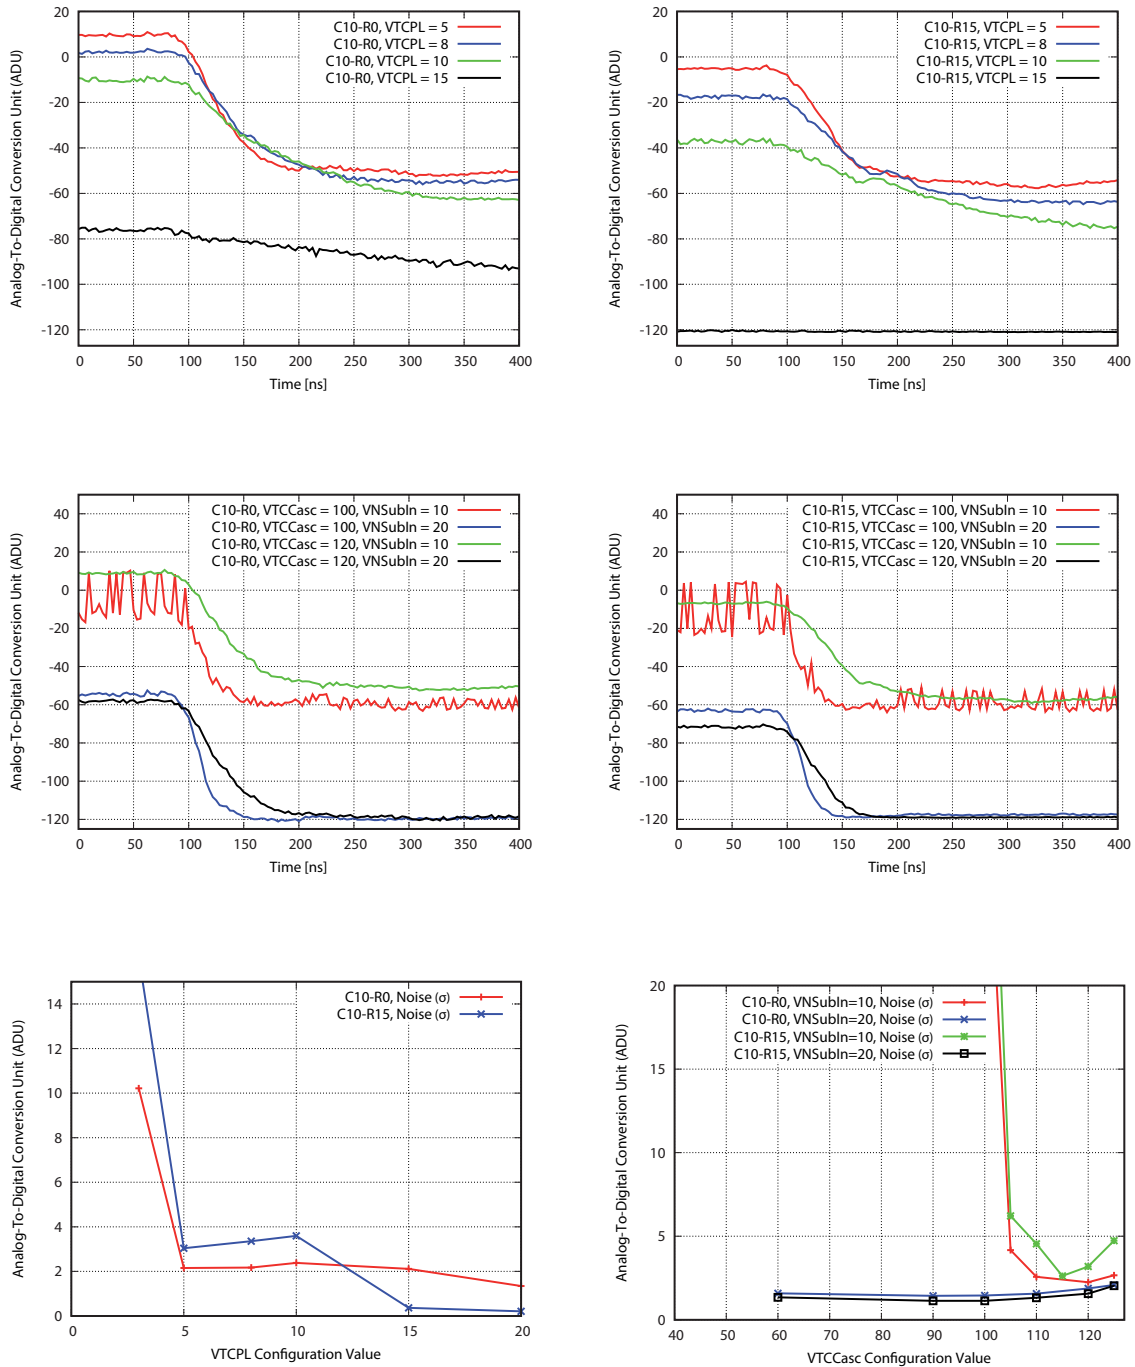 C10-R0, VTCPL = 5
C10-R0, VTCPL = 8
C10-R0, VTCPL = 10
C10-R0, VTCPL = 15
20
0
-20
-40
-60
-80
-100
-120
Analog-To-Digital Conversion Unit (ADU)
0 50 100 150 200 250 300 350 400
Time [ns]
C10-R15, VTCPL = 5
C10-R15, VTCPL = 8
C10-R15, VTCPL = 10
C10-R15, VTCPL = 15
20
0
-20
-40
-60
-80
-100
-120
Analog-To-Digital Conversion Unit (ADU)
0 50 100 150 200 250 300 350 400
Time [ns]
C10-R0, VTCCasc = 100, VNSubIn = 10
C10-R0, VTCCasc = 100, VNSubIn = 20
C10-R0, VTCCasc = 120, VNSubIn = 10
C10-R0, VTCCasc = 120, VNSubIn = 20
40
20
0
-20
-40
-60
-80
-100
-120
Analog-To-Digital Conversion Unit (ADU)
0 50 100 150 200 250 300 350 400
Time [ns]
C10-R15, VTCCasc = 100, VNSubIn = 10
C10-R15, VTCCasc = 100, VNSubIn = 20
C10-R15, VTCCasc = 120, VNSubIn = 10
C10-R15, VTCCasc = 120, VNSubIn = 20
40
20
0
-20
-40
-60
-80
-100
-120
Analog-To-Digital Conversion Unit (ADU)
0 50 100 150 200 250 300 350 400
Time [ns]
C10-R0, Noise (σ)
C10-R15, Noise (σ)
14
12
10
8
6
4
2
0
Analog-To-Digital Conversion Unit (ADU)
0 5 10 15 20
VTCPL Configuration Value
C10-R0, VNSubIn=10, Noise (σ)
C10-R0, VNSubIn=20, Noise (σ)
C10-R15, VNSubIn=10, Noise (σ)
C10-R15, VNSubIn=20, Noise (σ)
20
15
10
5
0
Analog-To-Digital Conversion Unit (ADU)
40 50 60 70 80 90 100 110 120
VTCCasc Configuration Value